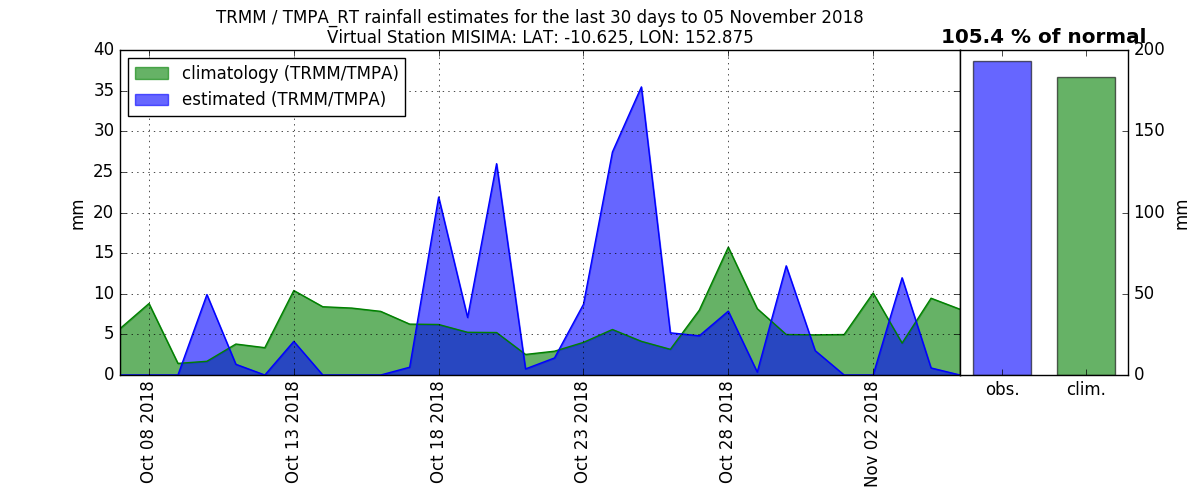 TRMM / TMPA_RT rainfall estimates for the last 30 days to 05 November 2018
Virtual Station MISIMA: LAT: -10.625, LON: 152.875
105.4 % of normal
climatology (TRMM/TMPA)
estimated (TRMM/TMPA)
40
35
30
25
20
15
10
5
0
mm
200
150
100
50
0
mm
Oct 08 2018
Oct 13 2018
Oct 18 2018
Oct 23 2018
Oct 28 2018
Nov 02 2018
obs.
clim.